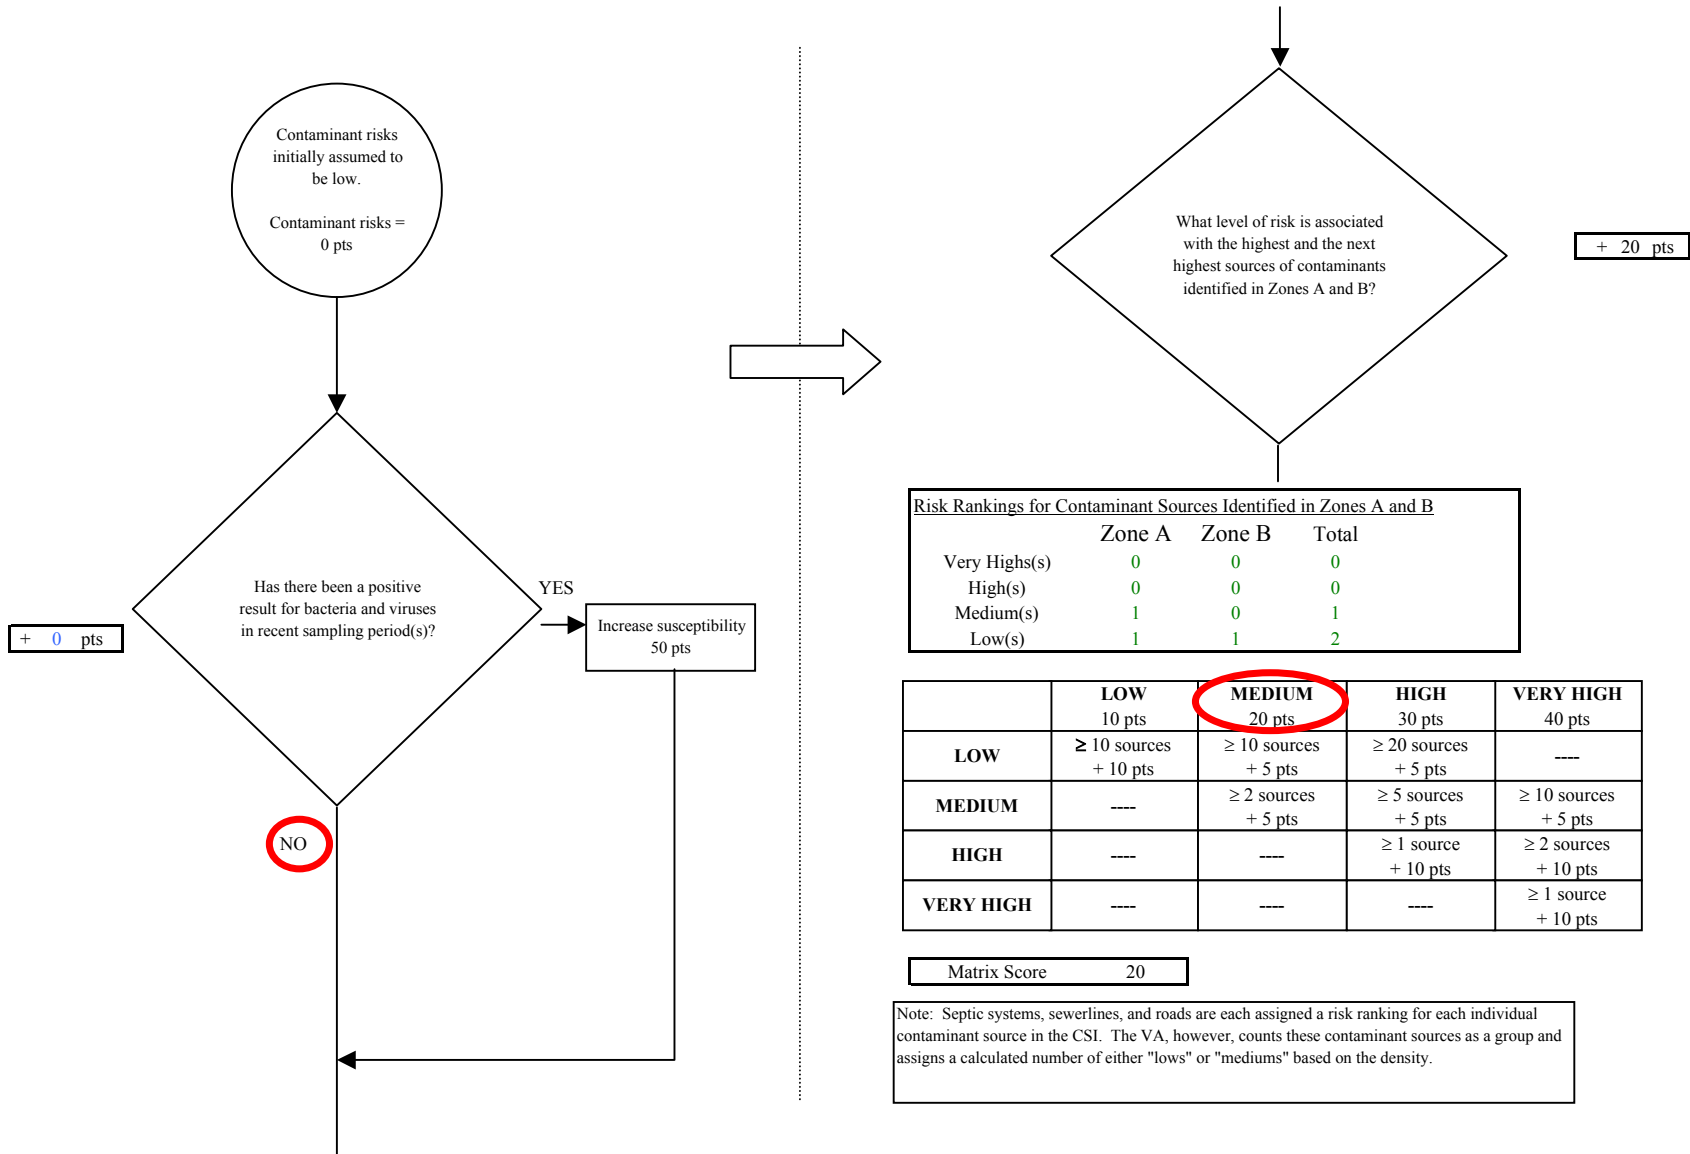 Contaminant risks
initially assumed to
be low.
Contaminant risks =
0 pts
Has there been a positive
result for bacteria and viruses
in recent sampling period(s)?
+ 0 pts
YES
Increase susceptibility
50 pts
NO
What level of risk is associated
with the highest and the next
highest sources of contaminants
identified in Zones A and B?
+ 20 pts
Risk Rankings for Contaminant Sources Identified in Zones A and B
Zone A Zone B Total
Very Highs(s) 0 0 0
High(s) 0 0 0
Medium(s) 1 0 1
Low(s) 1 1 2
LOW MEDIUM HIGH VERY HIGH
10 pts 20 pts 30 pts 40 pts
LOW ≥ 10 sources ≥ 10 sources ≥ 20 sources ----
+ 10 pts + 5 pts + 5 pts
MEDIUM ---- ≥ 2 sources ≥ 5 sources ≥ 10 sources
+ 5 pts + 5 pts + 5 pts
HIGH ---- ---- ≥ 1 source ≥ 2 sources
+ 10 pts + 10 pts
VERY HIGH ---- ---- ---- ≥ 1 source
+ 10 pts
Matrix Score 20
Note: Septic systems, sewerlines, and roads are each assigned a risk ranking for each individual
contaminant source in the CSI. The VA, however, counts these contaminant sources as a group and
assigns a calculated number of either "lows" or "mediums" based on the density.